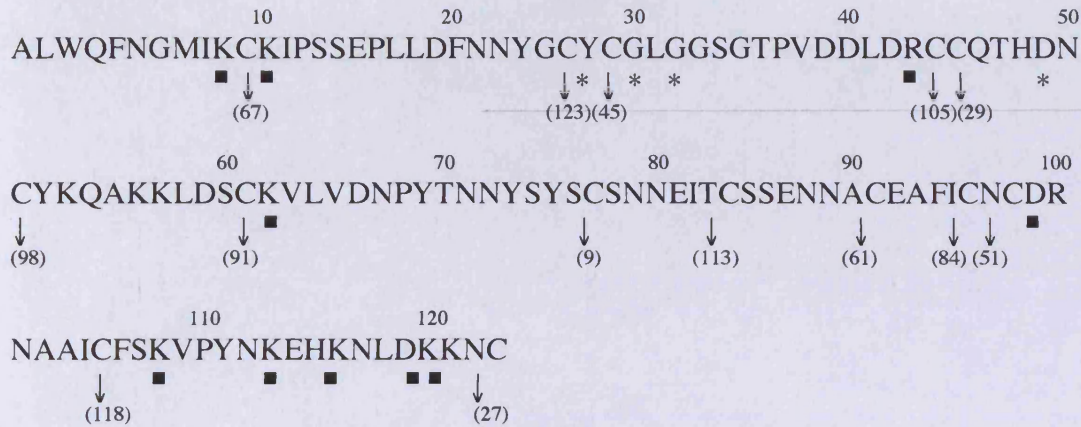 10 20 30 40 50
ALWQFNGMIKCKIPSSEPLLDFNNYGCYCGLGGSGTPVDDLDRCCQTHDN
* * * *
(67) (123)(45) (105)(29)
60 70 80 90 100
CYKQAKKLDSCKVLVDNPYTNNYSYSCSNNEITCSSENNACEAFICNCDR
(98) (91) (9) (113) (61) (84) (51)
110 120
NAAICFSKVPYNKEHKNLDKKNC
(118) (27)